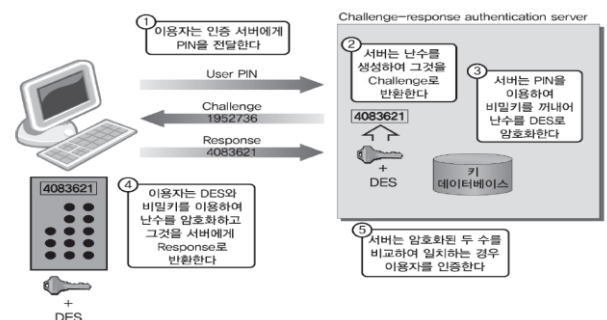 Challenge-response authentication server
1
이용자는 인증 서버에게
PIN을 전달한다
2
서버는 난수를
생성하여 그것을
Challenge로
반환한다
3
서버는 PIN을
이용하여
비밀키를 꺼내어
난수를 DES로
암호화한다
User PIN
Challenge
1952736
Response
4083621
4083621
+
DES
키
데이터베이스
4083621
4
이용자는 DES와
비밀키를 이용하여
난수를 암호화하고
그것을 서버에게
Response로
반환한다
5
서버는 암호화된 두 수를
비교하여 일치하는 경우
이용자를 인증한다
+
DES